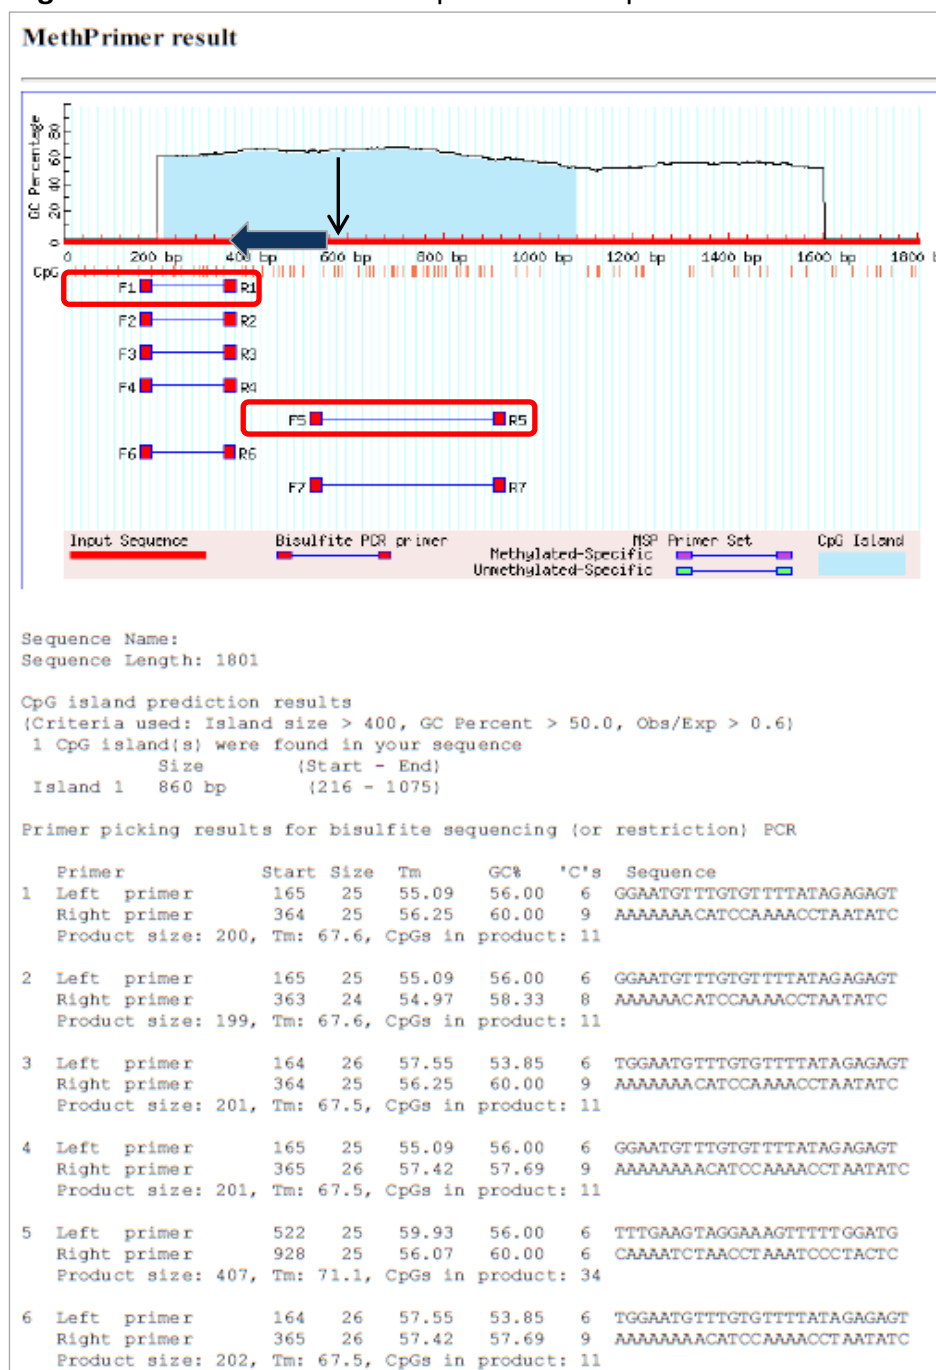 MethPrimer result
GC Percentage
0 20 40 60 80
200 bp 400 bp 600 bp 800 bp 1000 bp 1200 bp 1400 bp 1600 bp 1800
CpG
F1 R1
F2 R2
F3 R3
F4 R4
F5 R5
F6 R6
F7 R7
Input Sequence Bisulfite PCR primer MSP Primer Set CpG Island
Methylated-Specific
Unmethylated-Specific
Sequence Name:
Sequence Length: 1801
CpG island prediction results
(Criteria used: Island size > 400, GC Percent > 50.0, Obs/Exp > 0.6)
1 CpG island(s) were found in your sequence
Size (Start - End)
Island 1 860 bp (216 - 1075)
Primer picking results for bisulfite sequencing (or restriction) PCR
Primer Start Size Tm GC% 'C's Sequence
1 Left primer 165 25 55.09 56.00 6 GGAATGTTTGTGTTTTATAGAGAGT
Right primer 364 25 56.25 60.00 9 AAAAAAACATCCAAAACCTAATATC
Product size: 200, Tm: 67.6, CpGs in product: 11
2 Left primer 165 25 55.09 56.00 6 GGAATGTTTGTGTTTTATAGAGAGT
Right primer 363 24 54.97 58.33 8 AAAAAACATCCAAAACCTAATATC
Product size: 199, Tm: 67.6, CpGs in product: 11
3 Left primer 164 26 57.55 53.85 6 TGGAATGTTTGTGTTTTATAGAGAGT
Right primer 364 25 56.25 60.00 9 AAAAAAACATCCAAAACCTAATATC
Product size: 201, Tm: 67.5, CpGs in product: 11
4 Left primer 165 25 55.09 56.00 6 GGAATGTTTGTGTTTTATAGAGAGT
Right primer 365 26 57.42 57.69 9 AAAAAAAACATCCAAAACCTAATATC
Product size: 201, Tm: 67.5, CpGs in product: 11
5 Left primer 522 25 59.93 56.00 6 TTTGAAGTAGGAAAGTTTTTGGATG
Right primer 928 25 56.07 60.00 6 CAAAATCTAACCTAAATCCCTACTC
Product size: 407, Tm: 71.1, CpGs in product: 34
6 Left primer 164 26 57.55 53.85 6 TGGAATGTTTGTGTTTTATAGAGAGT
Right primer 365 26 57.42 57.69 9 AAAAAAAACATCCAAAACCTAATATC
Product size: 202, Tm: 67.5, CpGs in product: 11